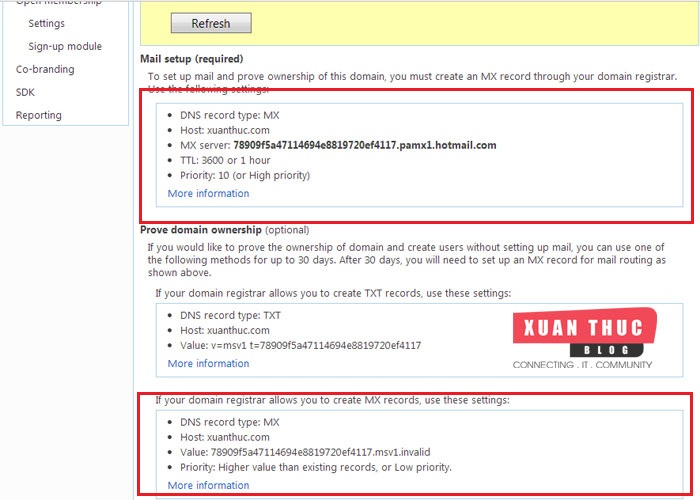 Open membership
Settings
Sign-up module
Co-branding
SDK
Reporting
Refresh
Mail setup (required)
To set up mail and prove ownership of this domain, you must create an MX record through your domain registrar.
Use the following settings:
DNS record type: MX
Host: xuanthuc.com
MX server: 78909f5a47114694e8819720ef4117.pamx1.hotmail.com
TTL: 3600 or 1 hour
Priority: 10 (or High priority)
More information
Prove domain ownership (optional)
If you would like to prove the ownership of domain and create users without setting up mail, you can use one of
the following methods for up to 30 days. After 30 days, you will need to set up an MX record for mail routing as
shown above.
If your domain registrar allows you to create TXT records, use these settings:
DNS record type: TXT
Host: xuanthuc.com
Value: v=msv1 t=78909f5a47114694e8819720ef4117
More information
XUAN THUC
BLOG
CONNECTING . IT . COMMUNITY
If your domain registrar allows you to create MX records, use these settings:
DNS record type: MX
Host: xuanthuc.com
Value: 78909f5a47114694e8819720ef4117.msv1.invalid
Priority: Higher value than existing records, or Low priority.
More information